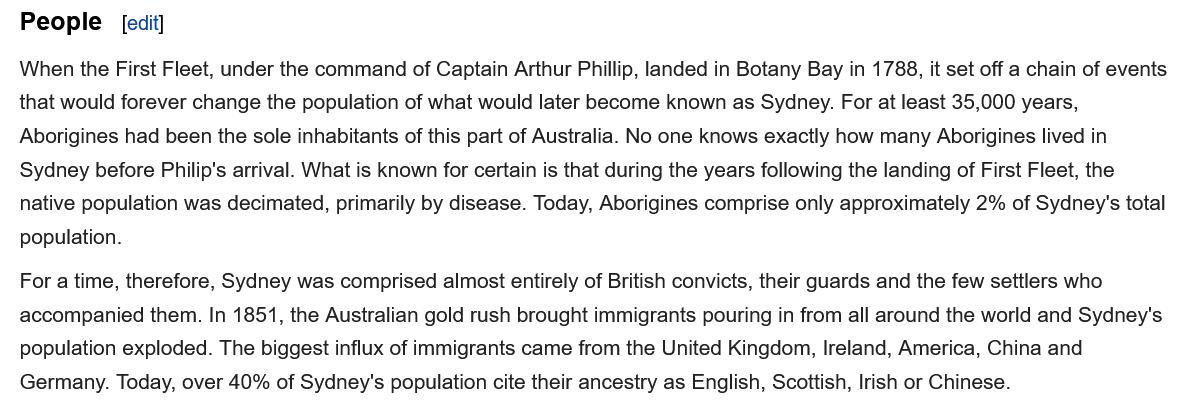 People [edit]
When the First Fleet, under the command of Captain Arthur Phillip, landed in Botany Bay in 1788, it set off a chain of events
that would forever change the population of what would later become known as Sydney. For at least 35,000 years,
Aborigines had been the sole inhabitants of this part of Australia. No one knows exactly how many Aborigines lived in
Sydney before Philip's arrival. What is known for certain is that during the years following the landing of First Fleet, the
native population was decimated, primarily by disease. Today, Aborigines comprise only approximately 2% of Sydney's total
population.
For a time, therefore, Sydney was comprised almost entirely of British convicts, their guards and the few settlers who
accompanied them. In 1851, the Australian gold rush brought immigrants pouring in from all around the world and Sydney's
population exploded. The biggest influx of immigrants came from the United Kingdom, Ireland, America, China and
Germany. Today, over 40% of Sydney's population cite their ancestry as English, Scottish, Irish or Chinese.